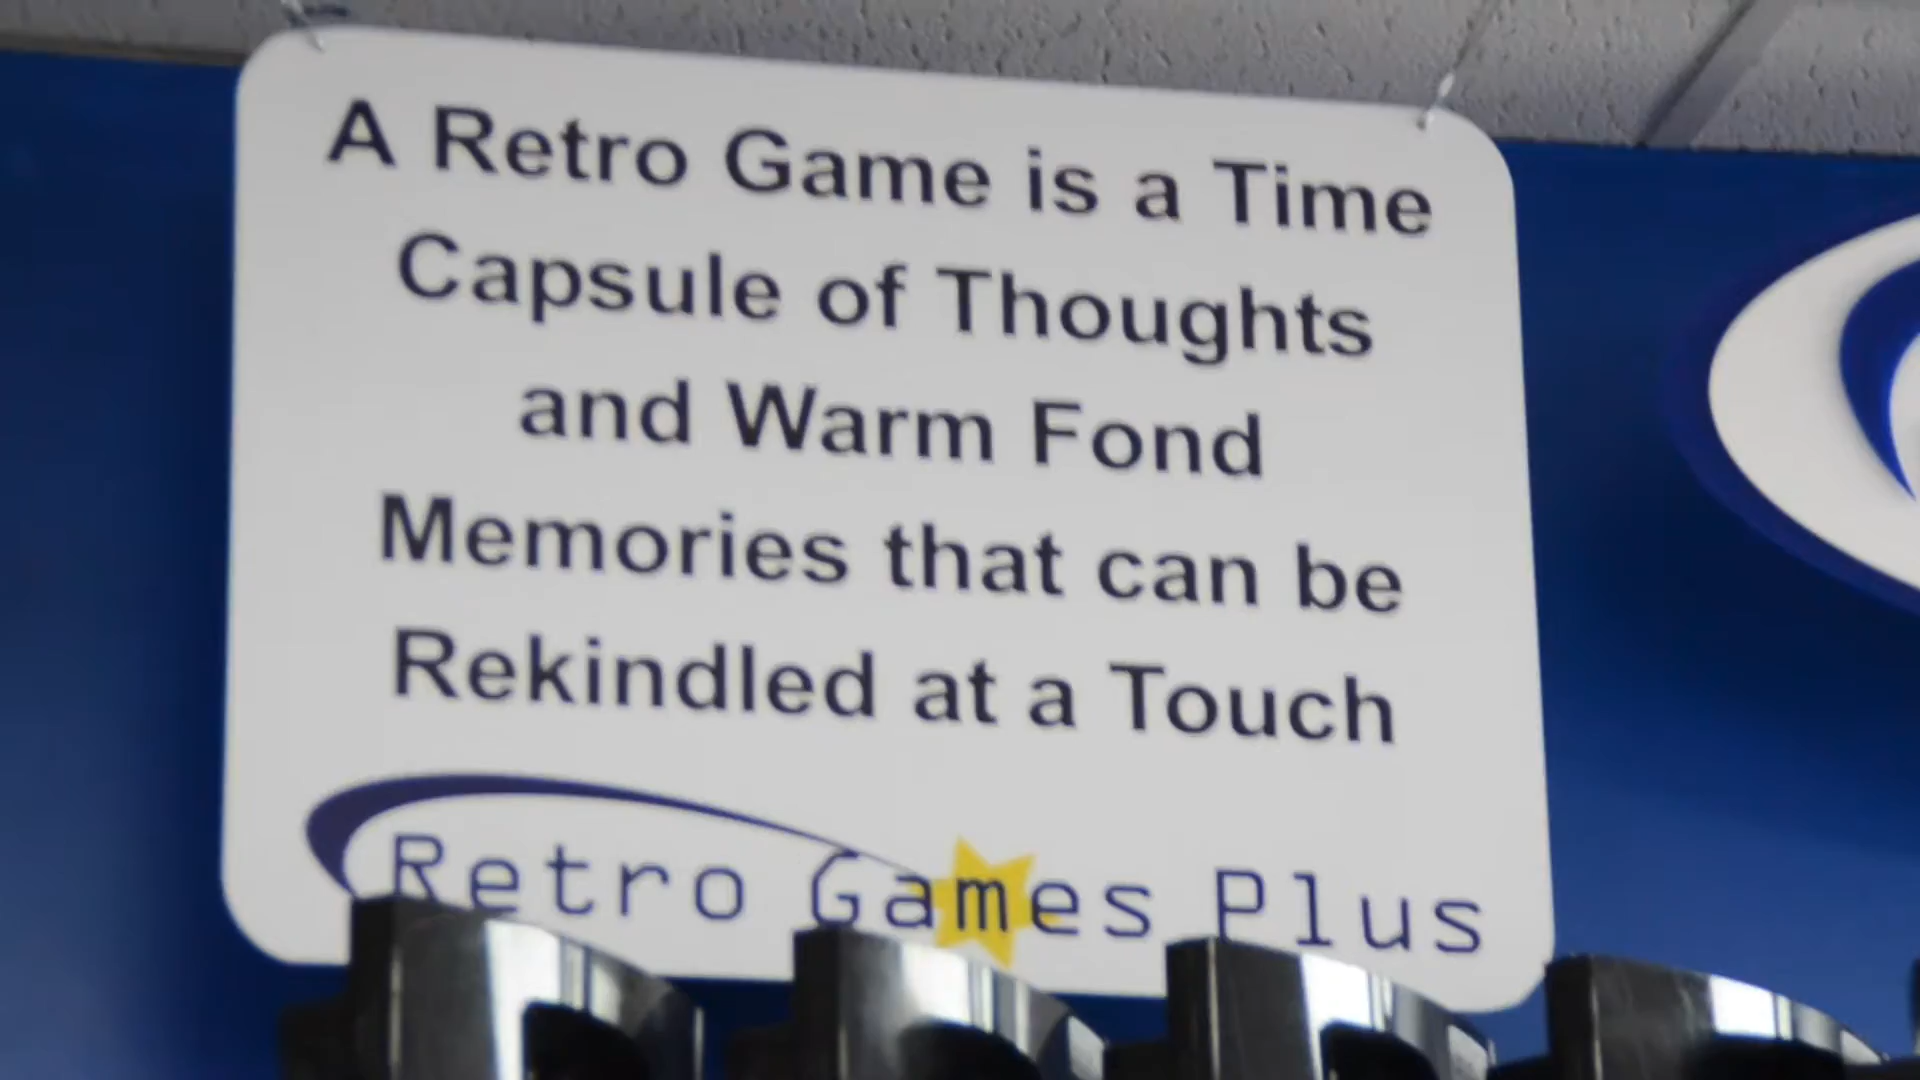 A Retro Game is a Time
Capsule of Thoughts
and Warm Fond
Memories that can be
Rekindled at a Touch
Retro Games Plus